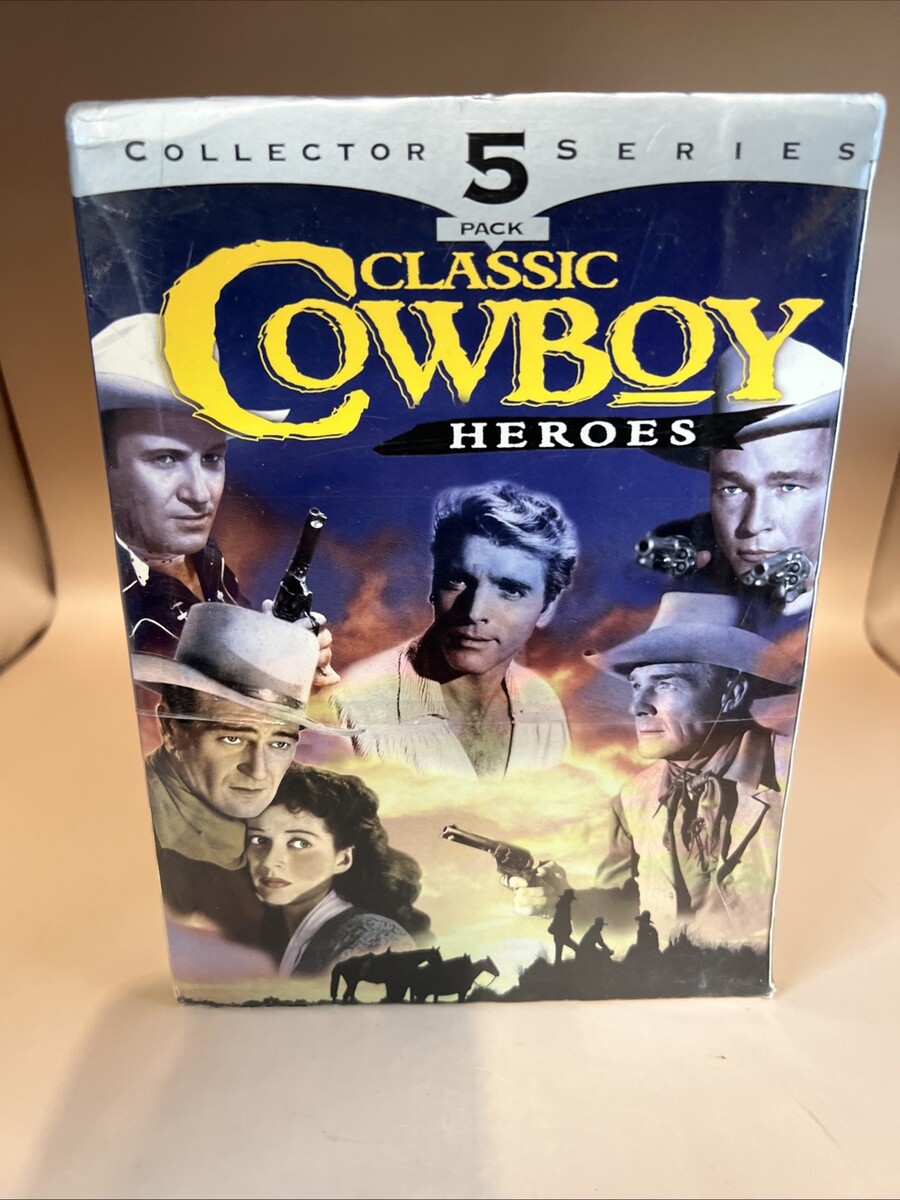 COLLECTOR 5 SERIES
PACK
CLASSIC
COWBOY
HEROES